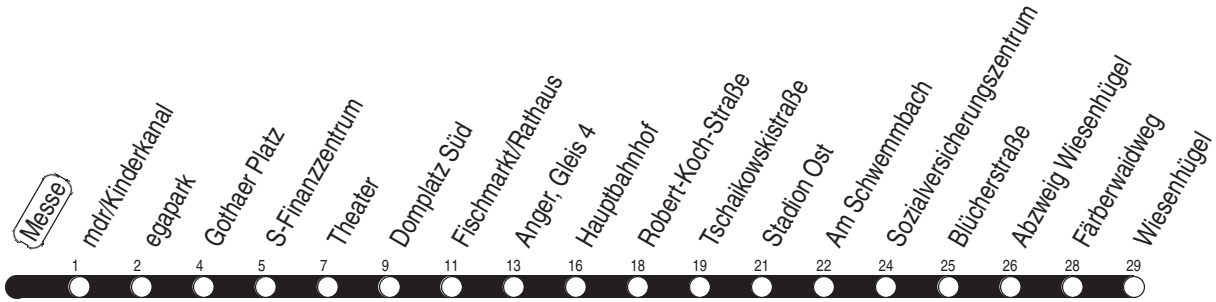 Messe
mdr/Kinderkanal
egapark
Gothaer Platz
S-Finanzzentrum
Theater
Domplatz Süd
Fischmarkt/Rathaus
Anger, Gleis 4
Hauptbahnhof
Robert-Koch-Straße
Tschaikowskistraße
Stadion Ost
Am Schwemmbach
Sozialversicherungszentrum
Blücherstraße
Abzweig Wiesenhügel
Färberwaidweg
Wiesenhügel
1 2 4 5 7 9 11 13 16 18 19 21 22 24 25 26 28 29